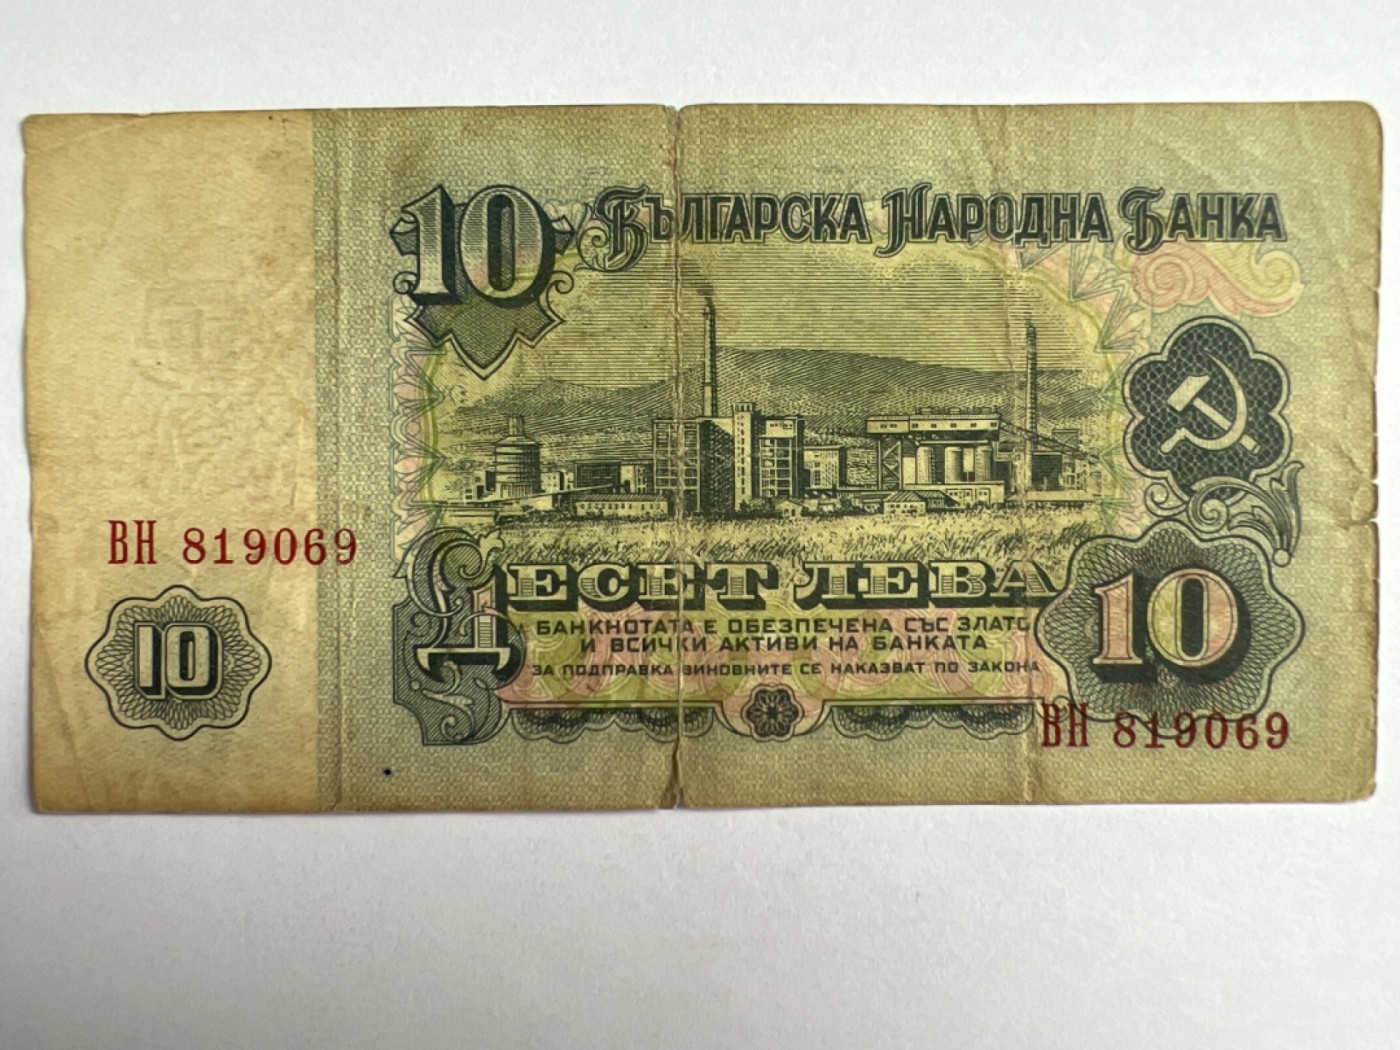 10 БЪЛГАРСКА НАРОДНА БАНКА
ВН 819069
10
ДЕСЕТ ЛЕВА
БАНКНОТАТА Е ОБЕЗПЕЧЕНА СЪС ЗЛАТО
И ВСИЧКИ АКТИВИ НА БАНКАТА
ЗА ПОДПРАВКА ВИНОВНИТЕ СЕ НАКАЗВАТ ПО ЗАКОНА
10
ВН 819069